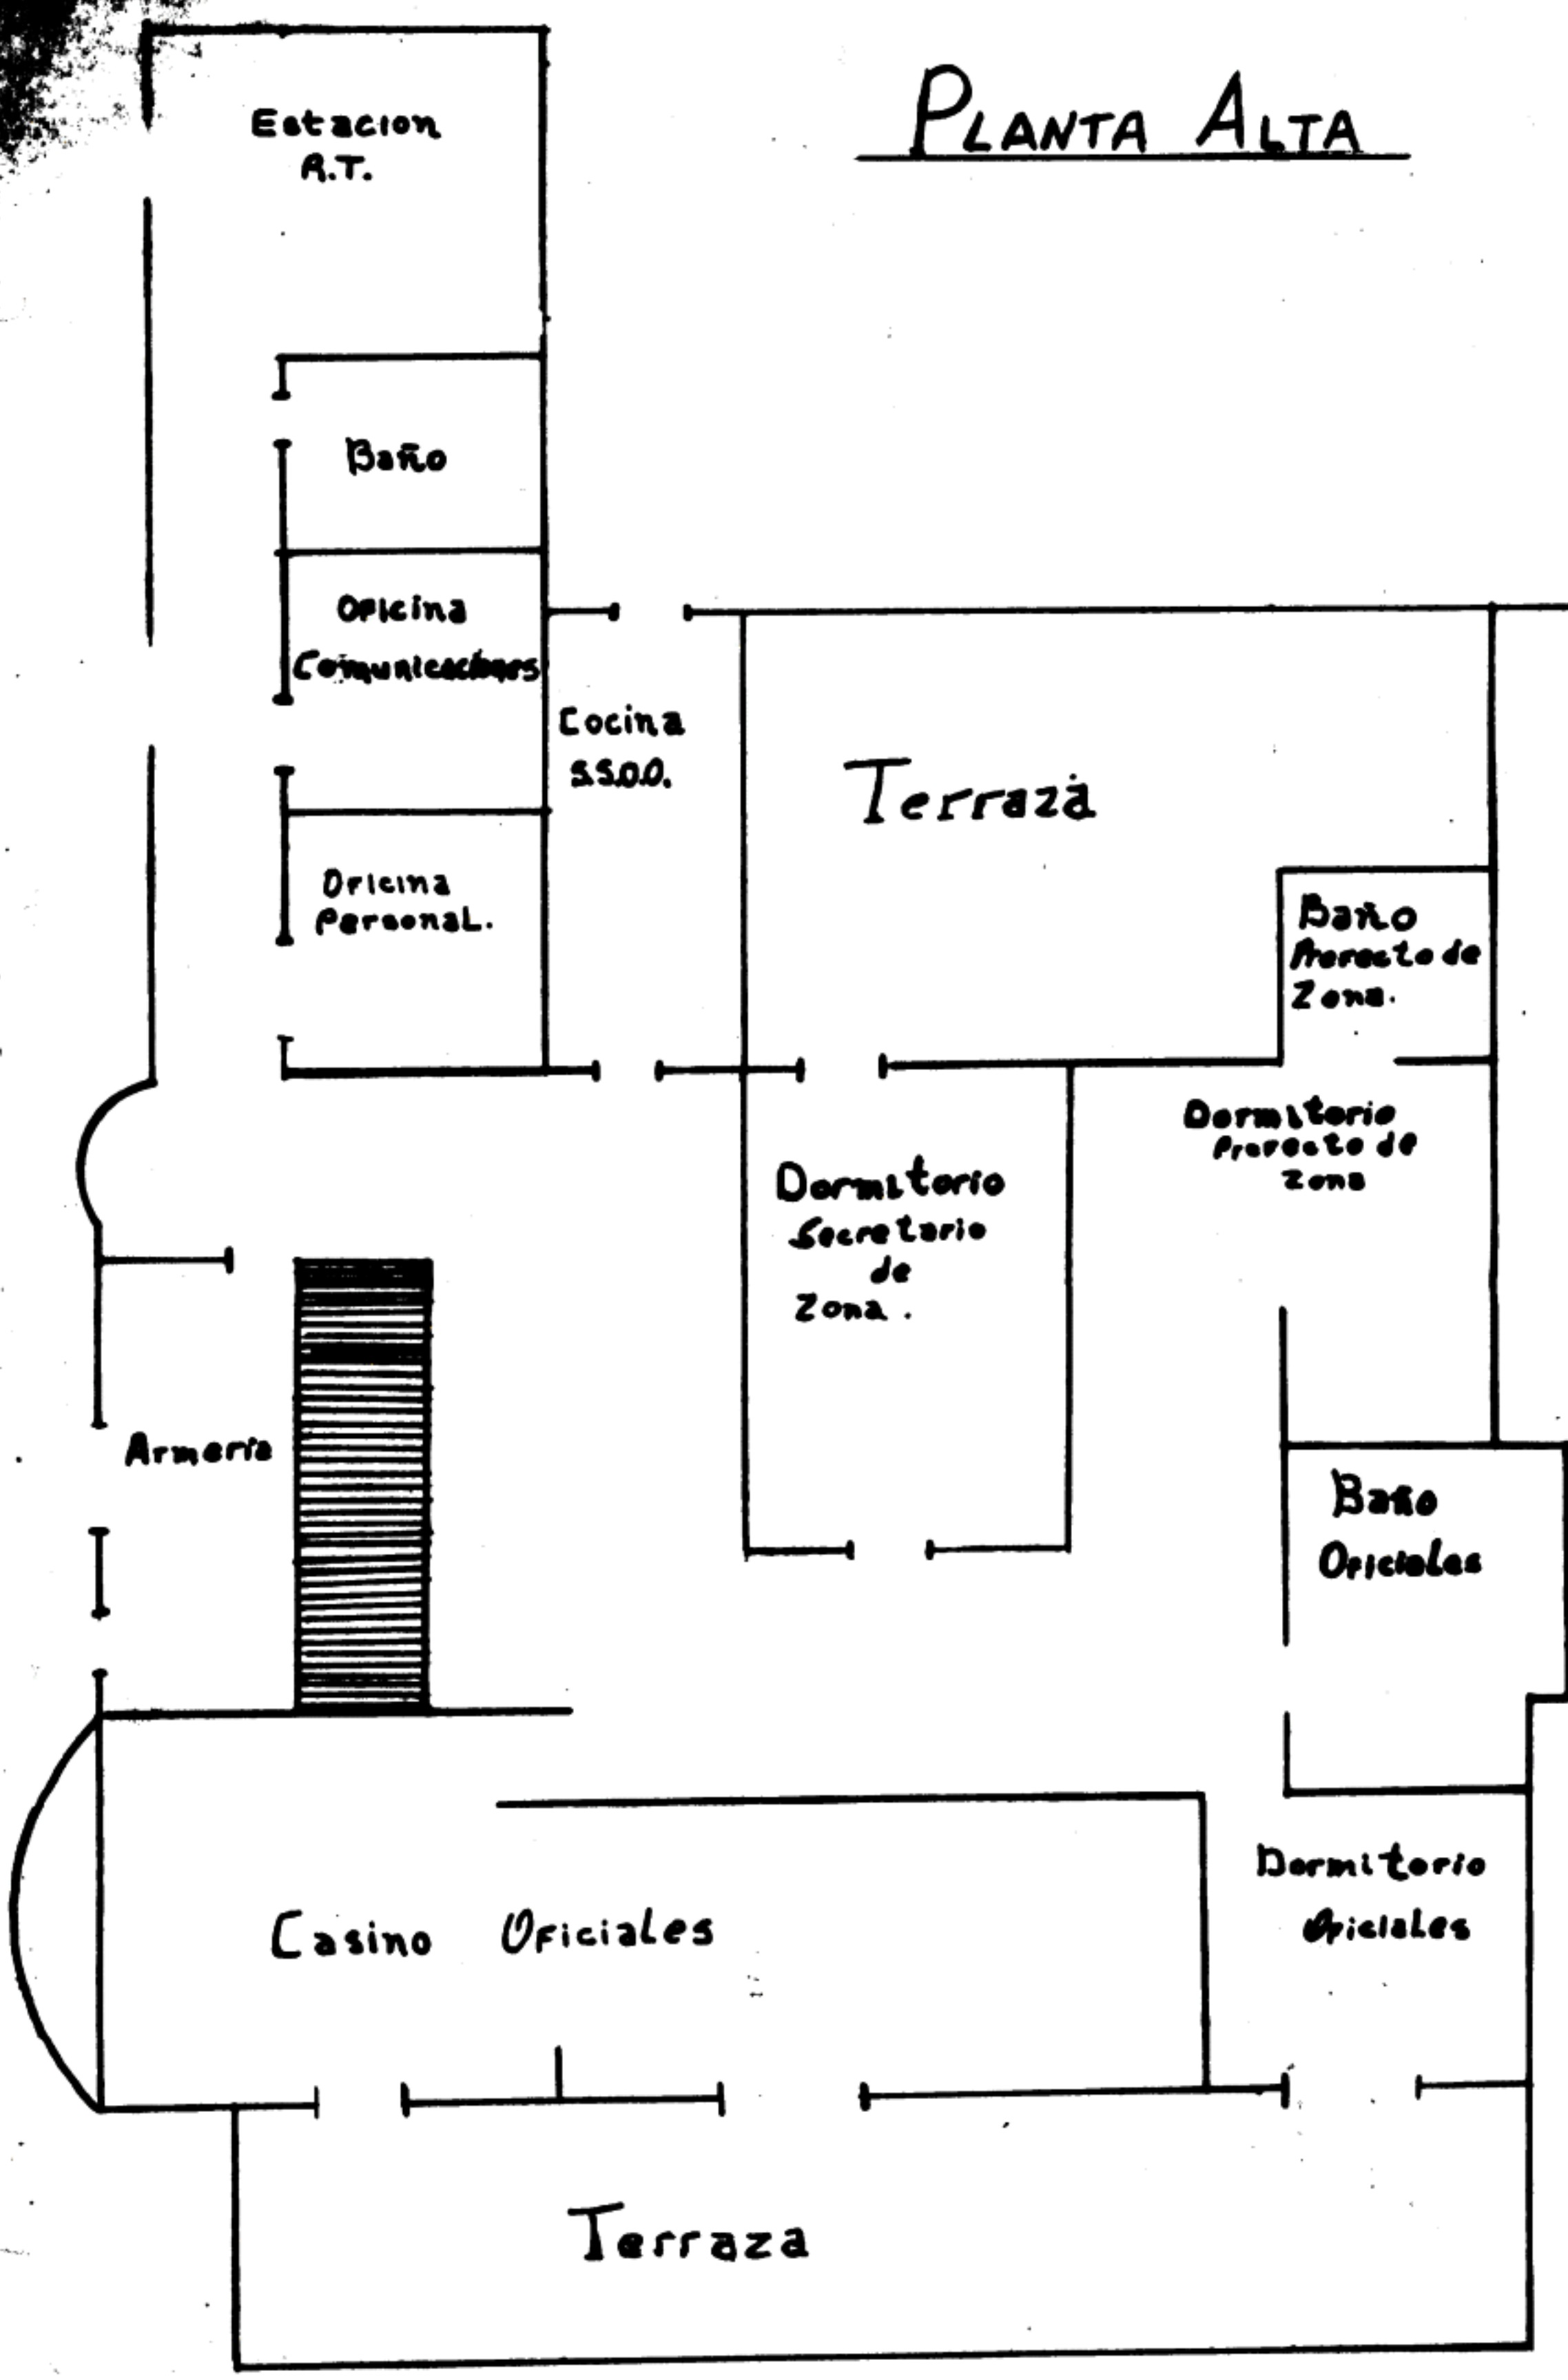 PLANTA ALTA
Estacion
R.T.
Baño
Oficina
Comunicaciones
Cocina
S.S.O.O.
Terraza
Oficina
Personal.
Baño
Prefecto de
Zona.
Dormitorio
Prefecto de
Zona
Dormitorio
Secretario
de
Zona.
Armeria
Baño
Oficiales
Dormitorio
Oficiales
Casino Oficiales
Terraza